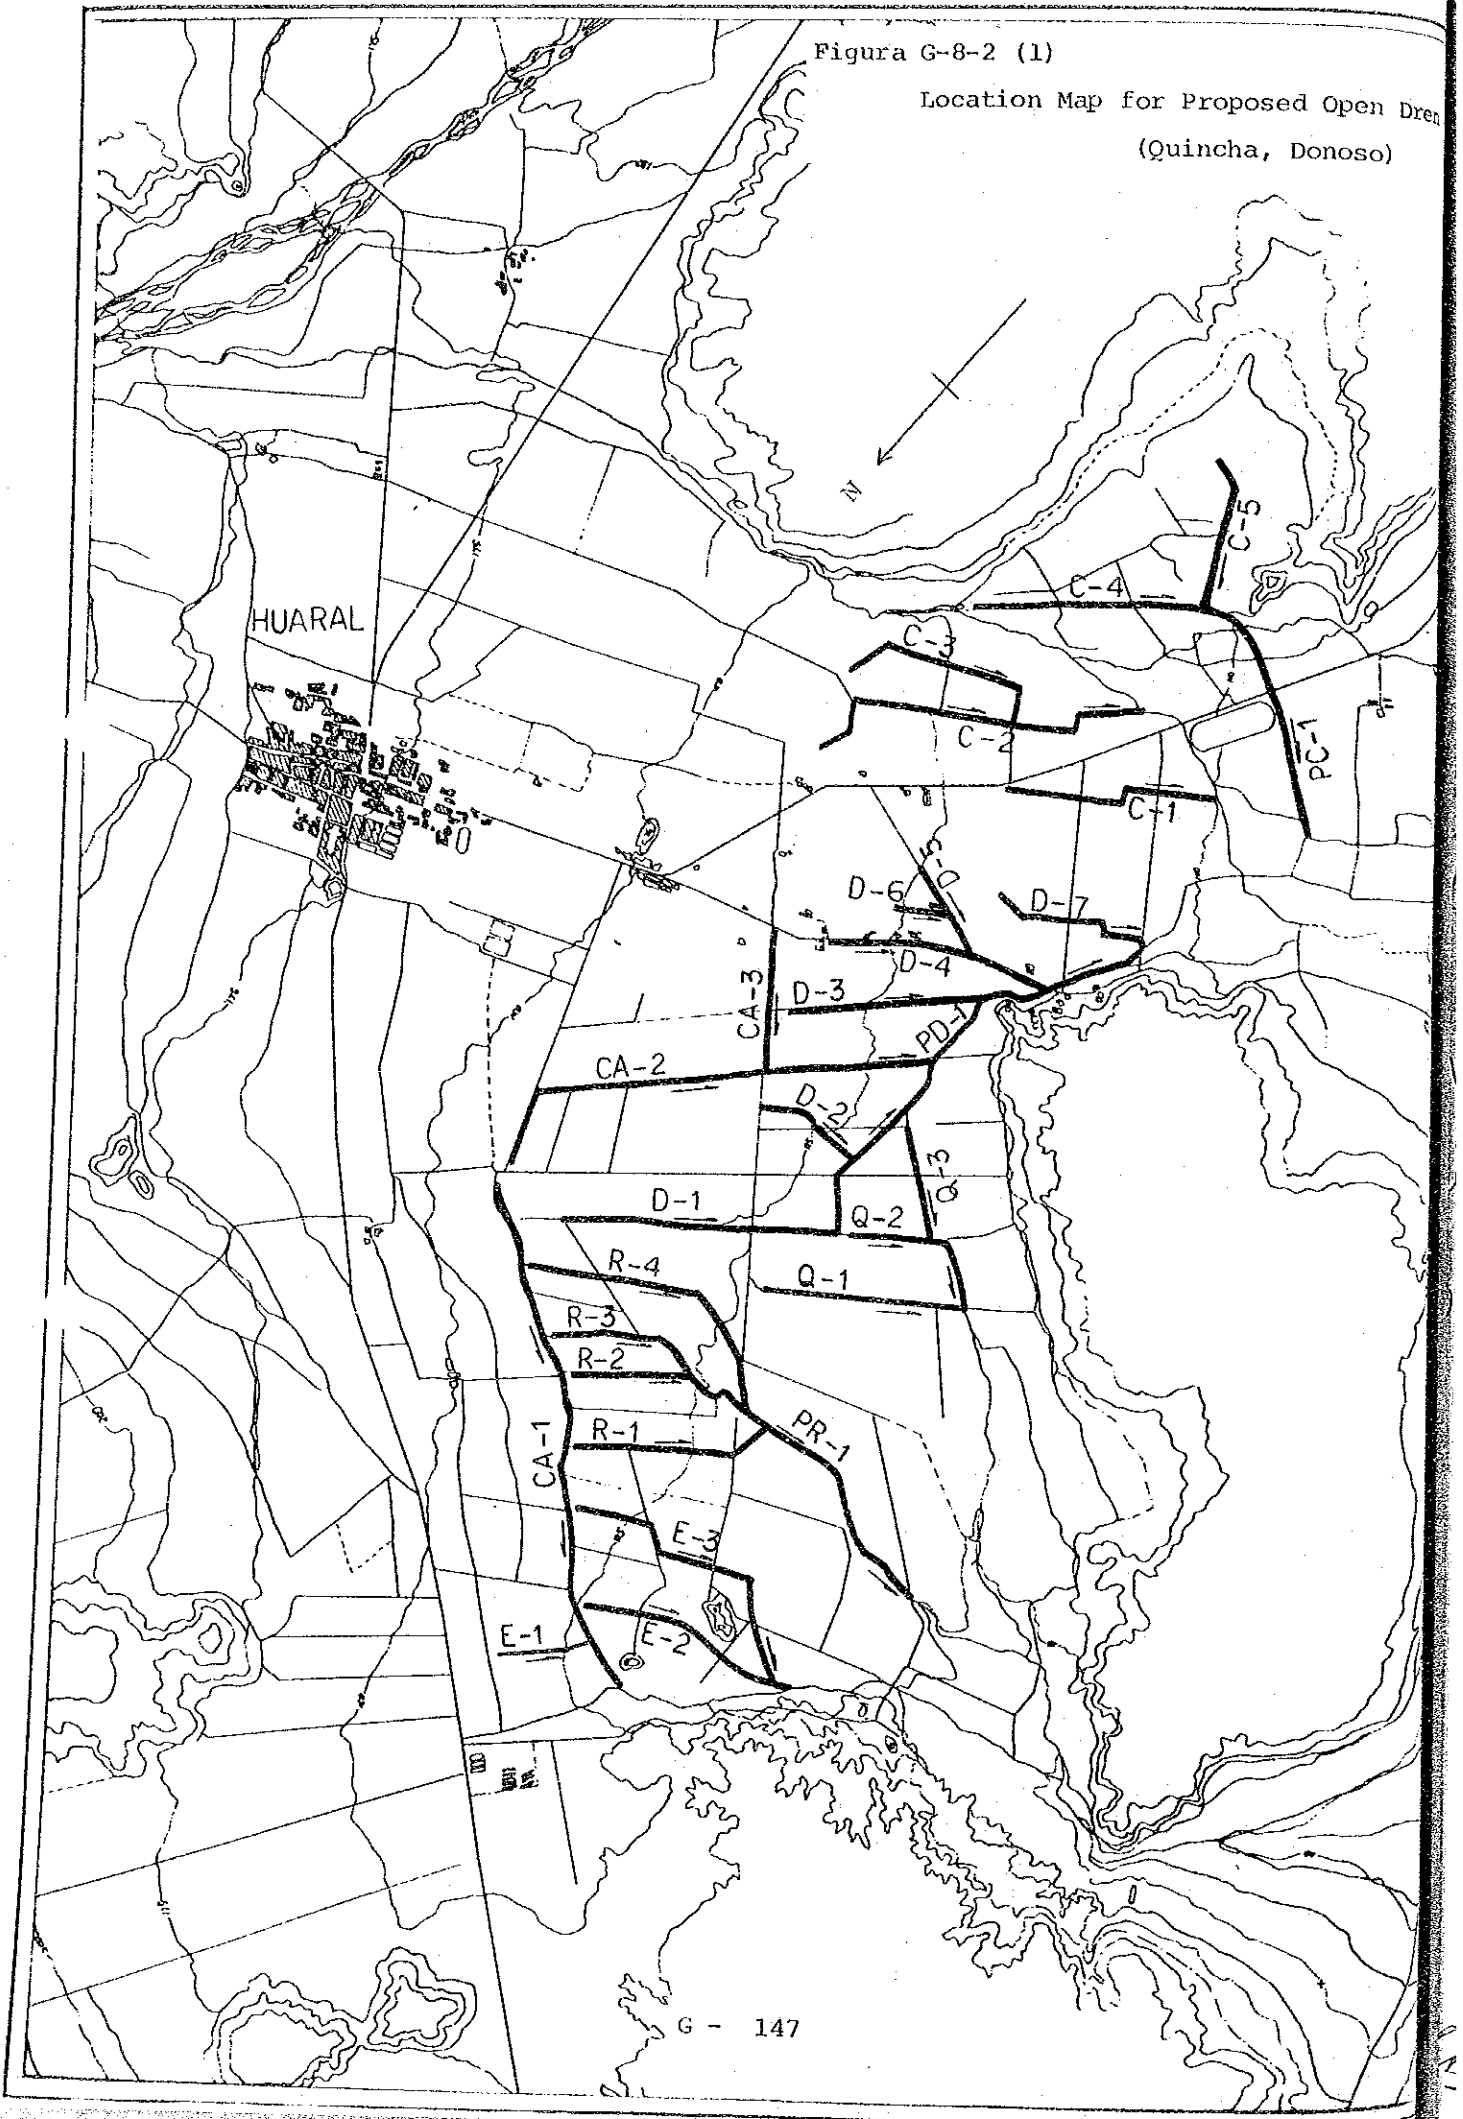 Figura G-8-2 (1)
Location Map for Proposed Open Dren
(Quincha, Donoso)
N
HUARAL
C-5
C-4
C-3
C-2
PC-1
C-1
D-5
D-6
D-7
D-4
CA-3
D-3
PD-1
CA-2
D-2
Q-3
D-1
Q-2
R-4
Q-1
R-3
R-2
PR-1
R-1
CA-1
E-3
E-1
E-2
G - 147